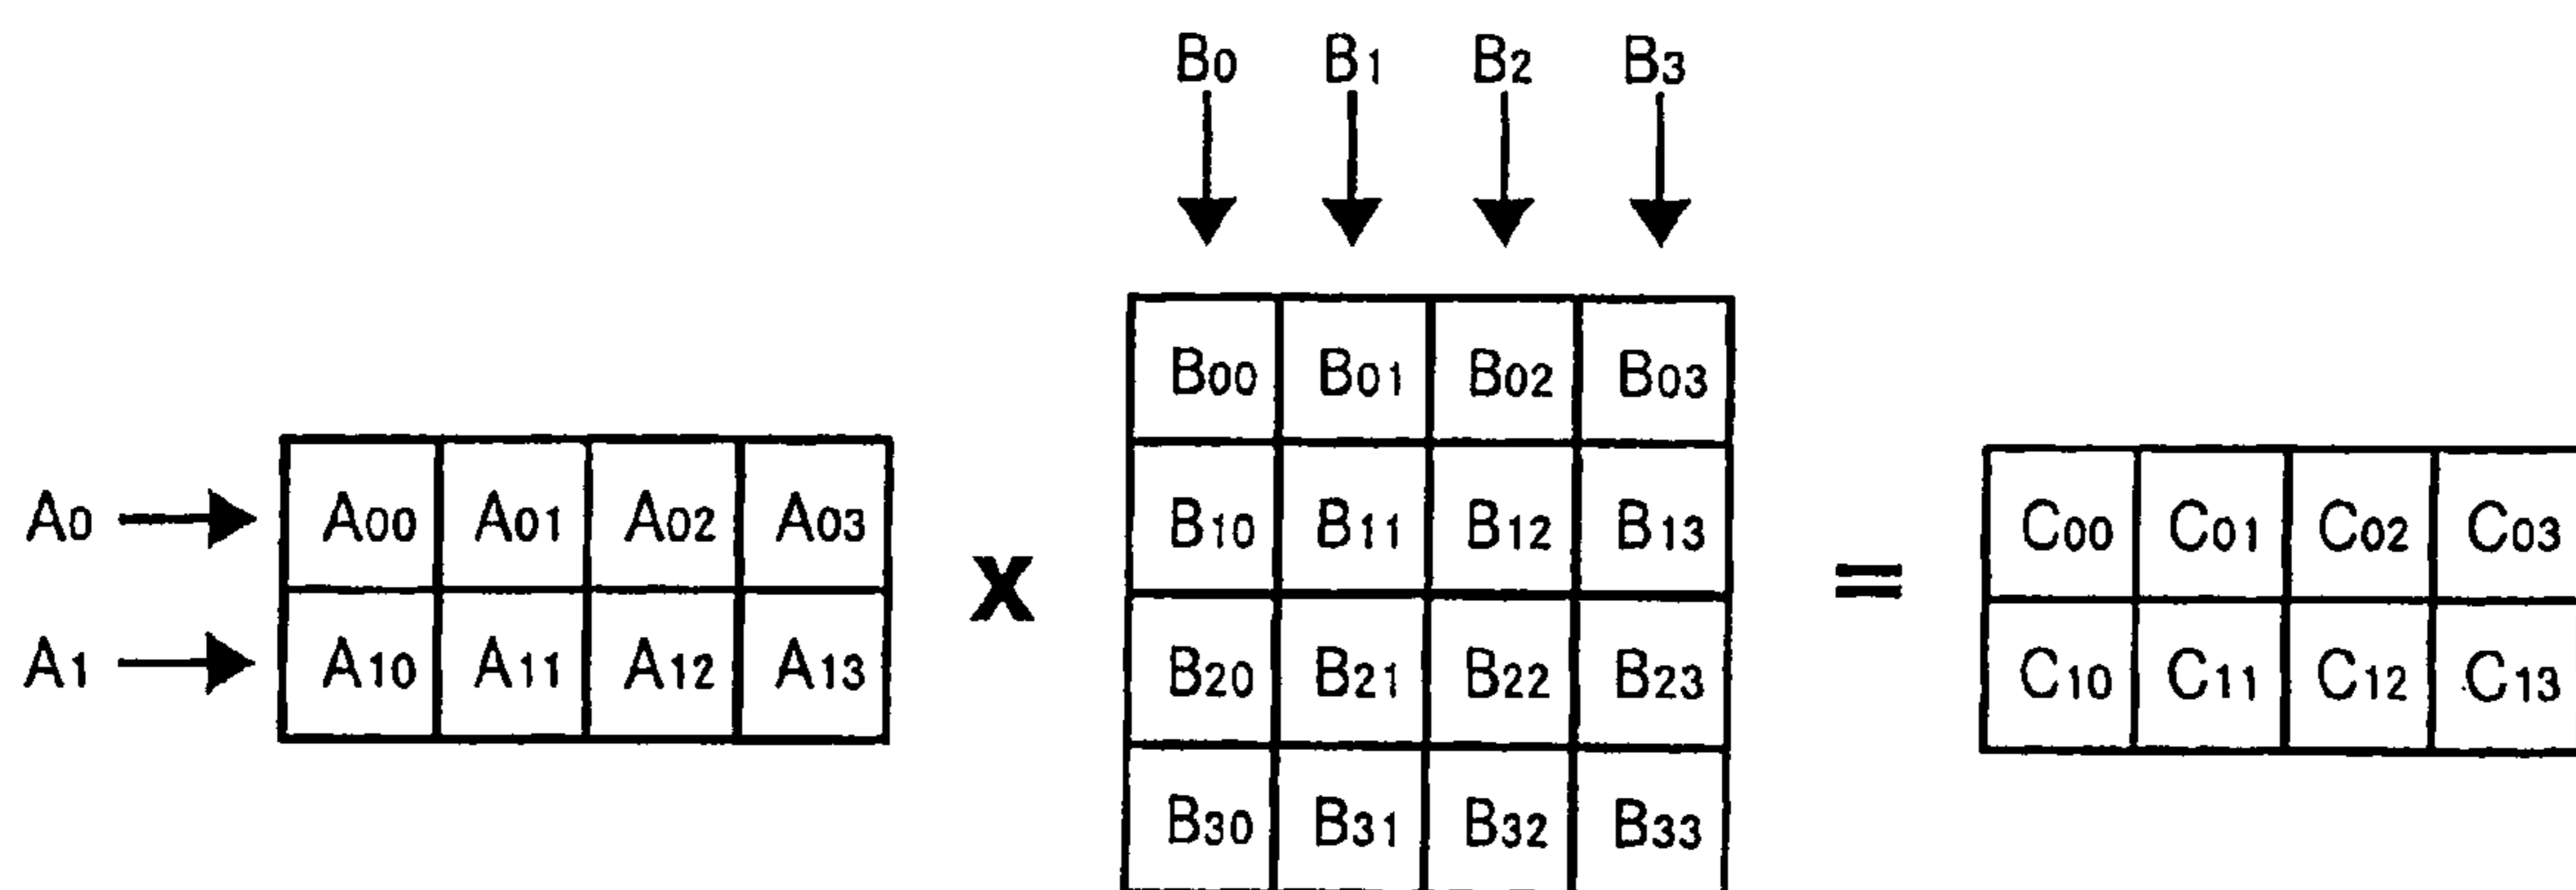 B0 B1 B2 B3
B00 B01 B02 B03
A0 A00 A01 A02 A03
A1 A10 A11 A12 A13
X
B10 B11 B12 B13
B20 B21 B22 B23
B30 B31 B32 B33
=
C00 C01 C02 C03
C10 C11 C12 C13